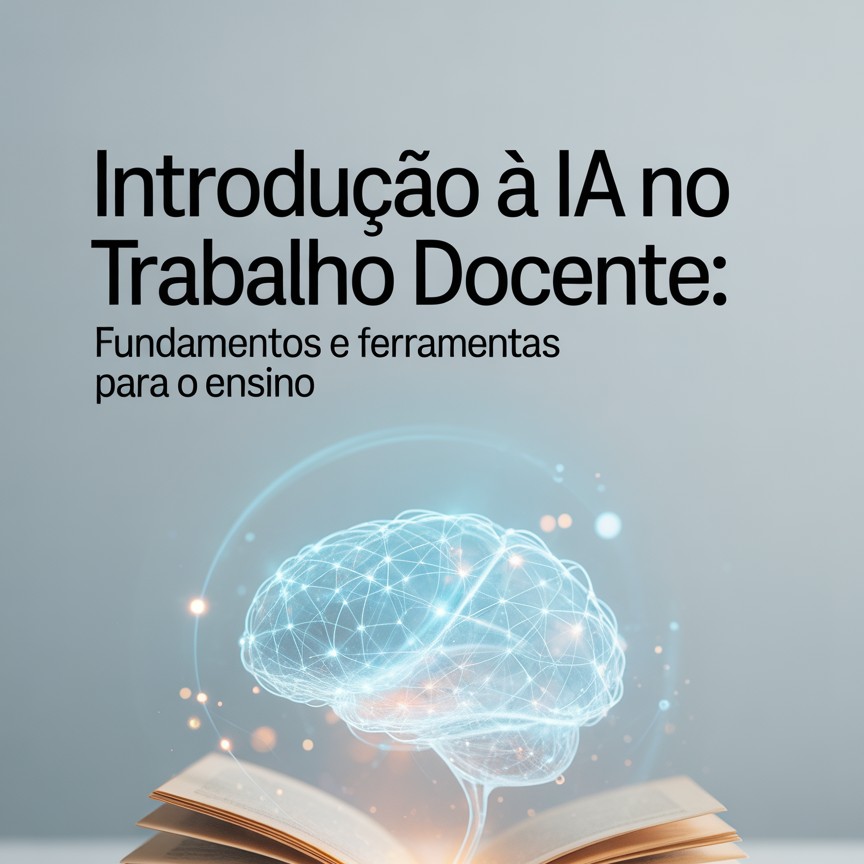 Introdução à IA no
Trabalho Docente:
Fundamentos e ferramentas
para o ensino